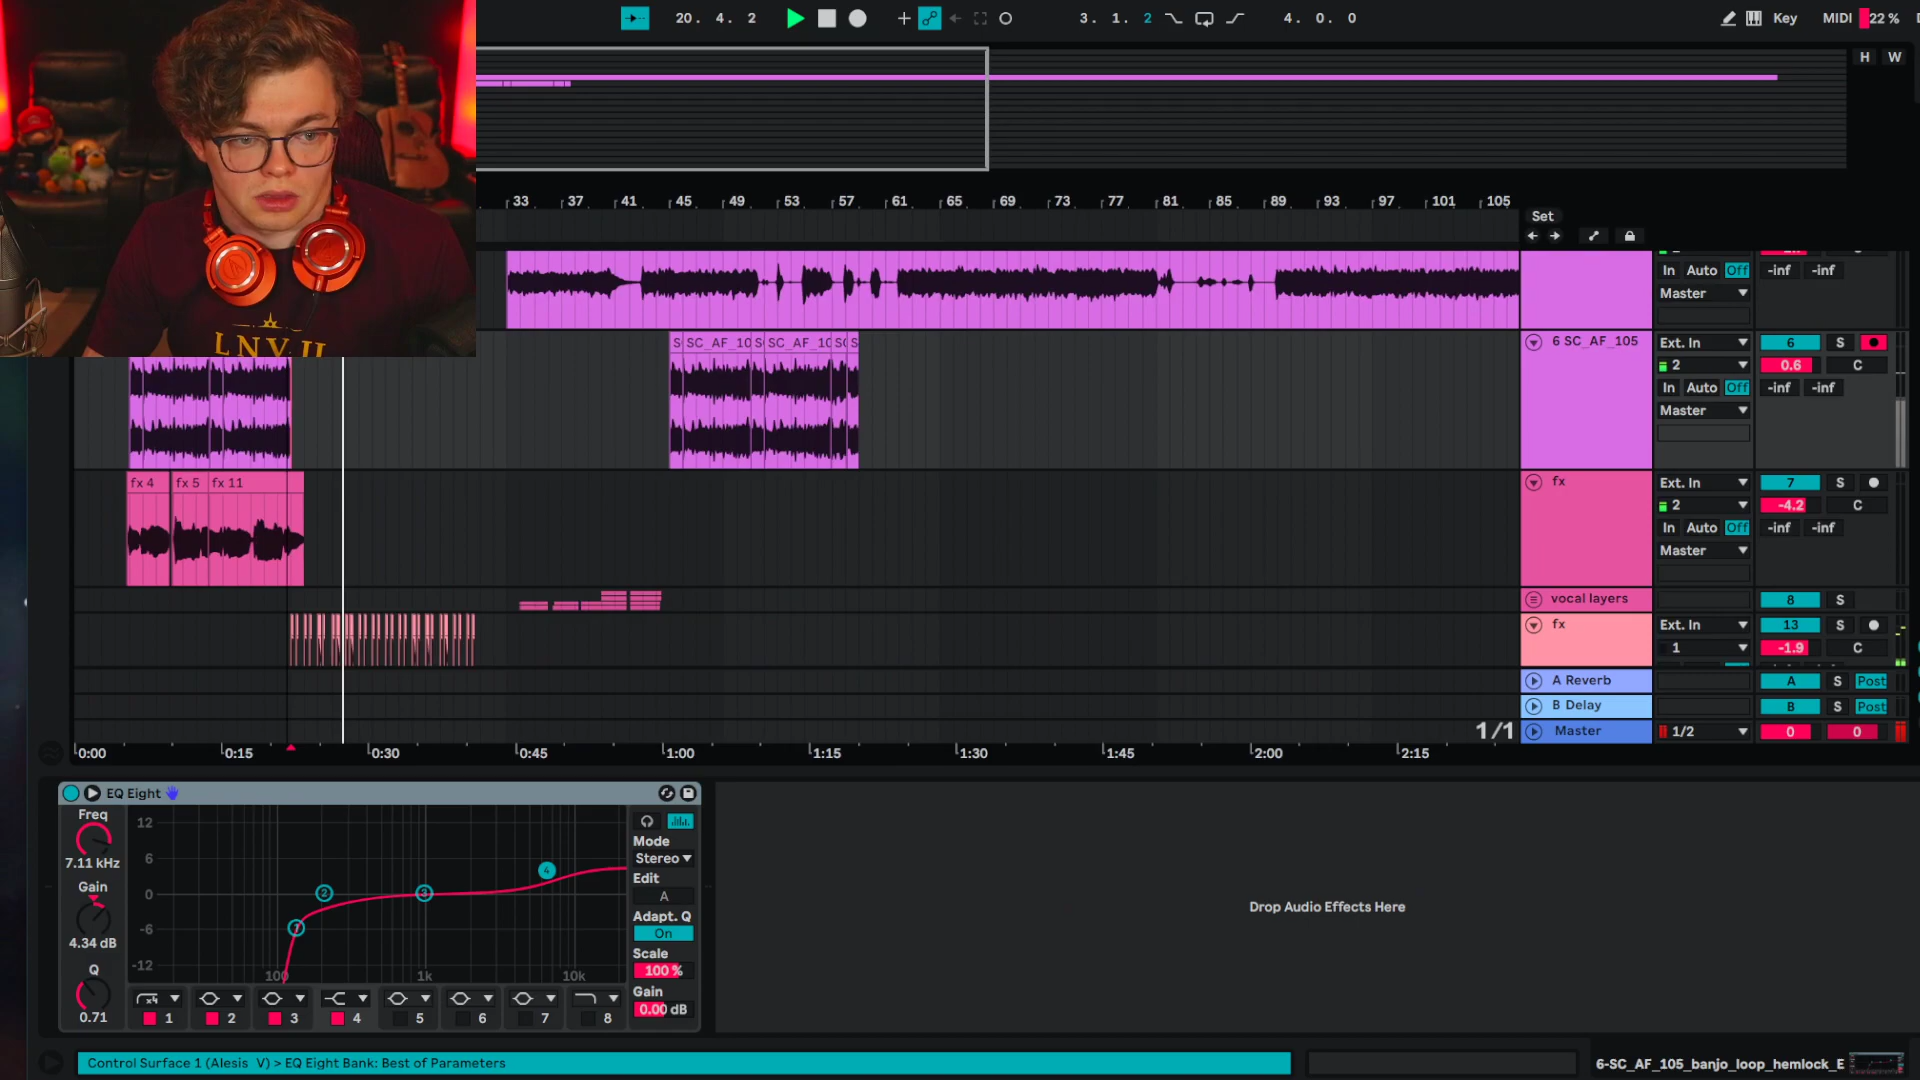 20. 4. 2
3. 1. 2
4. 0. 0
Key
MIDI
22 %
H W
33 37 41 45 49 53 57 61 65 69 73 77 81 85 89 93 97 101 105
Set
LNVII
In Auto Off -inf -inf
Master
S SC_AF_10 S SC_AF_10 SC S
6 SC_AF_105
Ext. In 6 S
2 0.6 C
In Auto Off -inf -inf
Master
fx 4 fx 5 fx 11
fx
Ext. In 7 S
2 -4.2 C
In Auto Off -inf -inf
Master
vocal layers 8 S
fx
Ext. In 13 S
1 -1.9 C
A Reverb A S Post
B Delay B S Post
1/1
Master 1/2 0 0
0:00 0:15 0:30 0:45 1:00 1:15 1:30 1:45 2:00 2:15
EQ Eight
Freq
7.11 kHz
Gain
4.34 dB
Q
0.71
12
6
0
-6
-12
100 1k 10k
1 2 3 4
x4
1 2 3 4 5 6 7 8
Mode
Stereo
Edit
A
Adapt. Q
On
Scale
100 %
Gain
0.00 dB
Drop Audio Effects Here
Control Surface 1 (Alesis V) > EQ Eight Bank: Best of Parameters
6-SC_AF_105_banjo_loop_hemlock_E